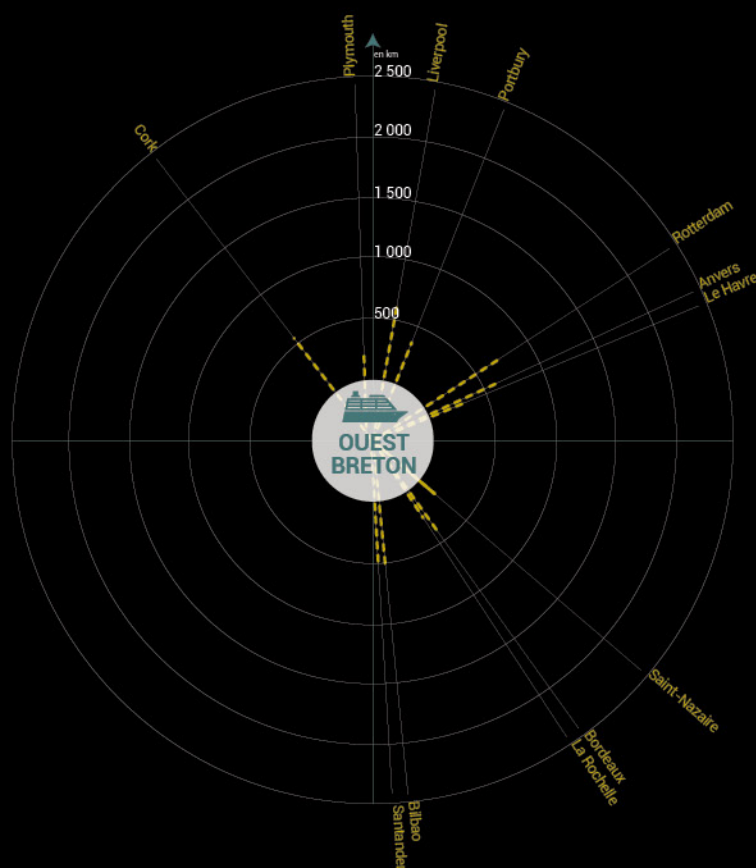 Plymouth
Liverpool
Portbury
en km
2 500
Cork
2 000
1 500
Rotterdam
1 000
Anvers
Le Havre
500
OUEST
BRETON
Saint-Nazaire
Bordeaux
La Rochelle
Bilbao
Santander